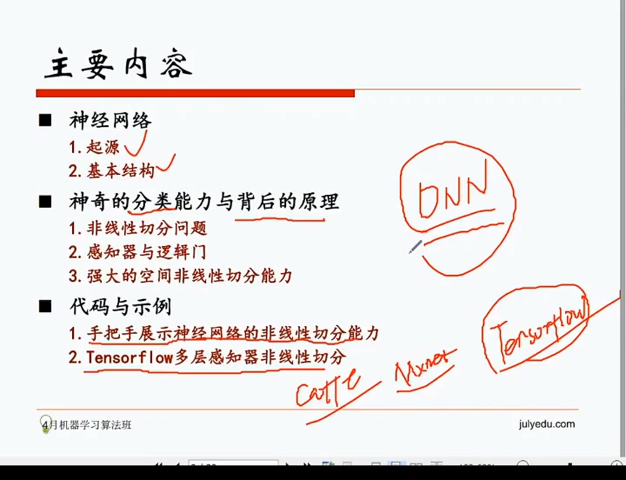 主要内容
■ 神经网络
1.起源
2.基本结构
■ 神奇的分类能力与背后的原理
1.非线性切分问题
2.感知器与逻辑门
3.强大的空间非线性切分能力
DNN
■ 代码与示例
1.手把手展示神经网络的非线性切分能力
2.Tensorflow多层感知器非线性切分
Caffe
Mxnet
Tensorflow
4月机器学习算法班
julyedu.com